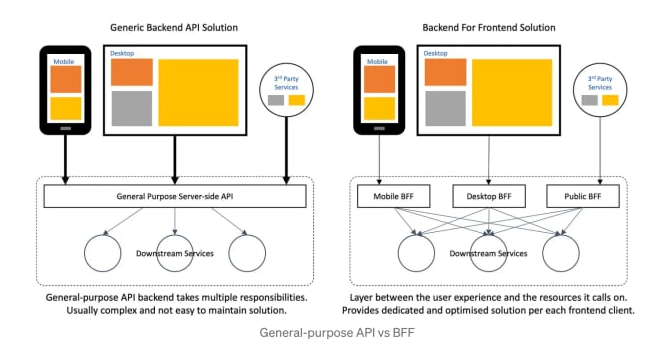 Generic Backend API Solution
Mobile
Desktop
3rd Party
Services
General Purpose Server-side API
Downstream Services
General-purpose API backend takes multiple responsibilities.
Usually complex and not easy to maintain solution.
Backend For Frontend Solution
Mobile
Desktop
3rd Party
Services
Mobile BFF
Desktop BFF
Public BFF
Downstream Services
Layer between the user experience and the resources it calls on.
Provides dedicated and optimised solution per each frontend client.
General-purpose API vs BFF